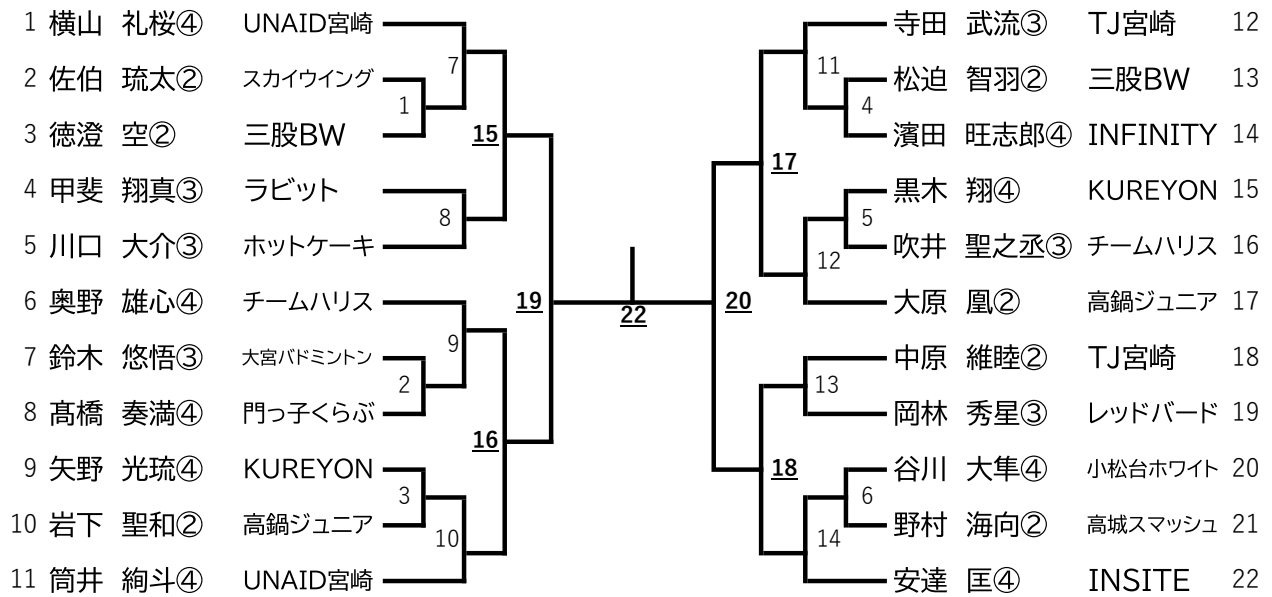 1 横山 礼桜④ UNAID宮崎
2 佐伯 琉太② スカイウイング
3 徳澄 空② 三股BW
4 甲斐 翔真③ ラビット
5 川口 大介③ ホットケーキ
6 奥野 雄心④ チームハリス
7 鈴木 悠悟③ 大宮バドミントン
8 髙橋 奏満④ 門っ子くらぶ
9 矢野 光琉④ KUREYON
10 岩下 聖和② 高鍋ジュニア
11 筒井 絢斗④ UNAID宮崎
7
1
15
8
19
9
2
16
3
10
22
寺田 武流③ TJ宮崎 12
松迫 智羽② 三股BW 13
濱田 旺志郎④ INFINITY 14
黒木 翔④ KUREYON 15
吹井 聖之丞③ チームハリス 16
大原 凰② 高鍋ジュニア 17
中原 維睦② TJ宮崎 18
岡林 秀星③ レッドバード 19
谷川 大隼④ 小松台ホワイト 20
野村 海向② 高城スマッシュ 21
安達 匡④ INSITE 22
11
4
17
5
12
20
13
18
6
14